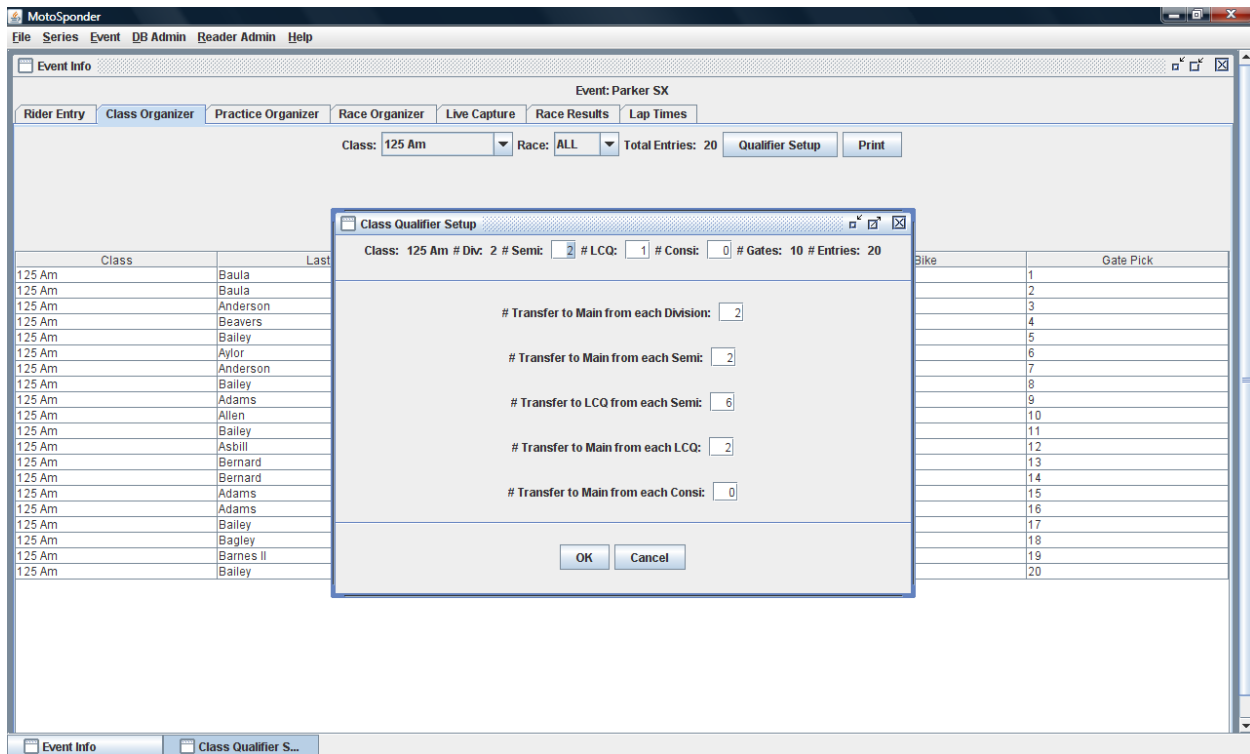 MotoSponder
File Series Event DB Admin Reader Admin Help
Event Info
Event: Parker SX
Rider Entry Class Organizer Practice Organizer Race Organizer Live Capture Race Results Lap Times
Class: 125 Am Race: ALL Total Entries: 20 Qualifier Setup Print
Class Qualifier Setup
Class: 125 Am # Div: 2 # Semi: 2 # LCQ: 1 # Consi: 0 # Gates: 10 # Entries: 20
# Transfer to Main from each Division: 2
# Transfer to Main from each Semi: 2
# Transfer to LCQ from each Semi: 6
# Transfer to Main from each LCQ: 2
# Transfer to Main from each Consi: 0
OK Cancel
Class Last Bike Gate Pick
125 Am Baula 1
125 Am Baula 2
125 Am Anderson 3
125 Am Beavers 4
125 Am Bailey 5
125 Am Aylor 6
125 Am Anderson 7
125 Am Bailey 8
125 Am Adams 9
125 Am Allen 10
125 Am Bailey 11
125 Am Asbill 12
125 Am Bernard 13
125 Am Bernard 14
125 Am Adams 15
125 Am Adams 16
125 Am Bailey 17
125 Am Bagley 18
125 Am Barnes II 19
125 Am Bailey 20
Event Info Class Qualifier S...